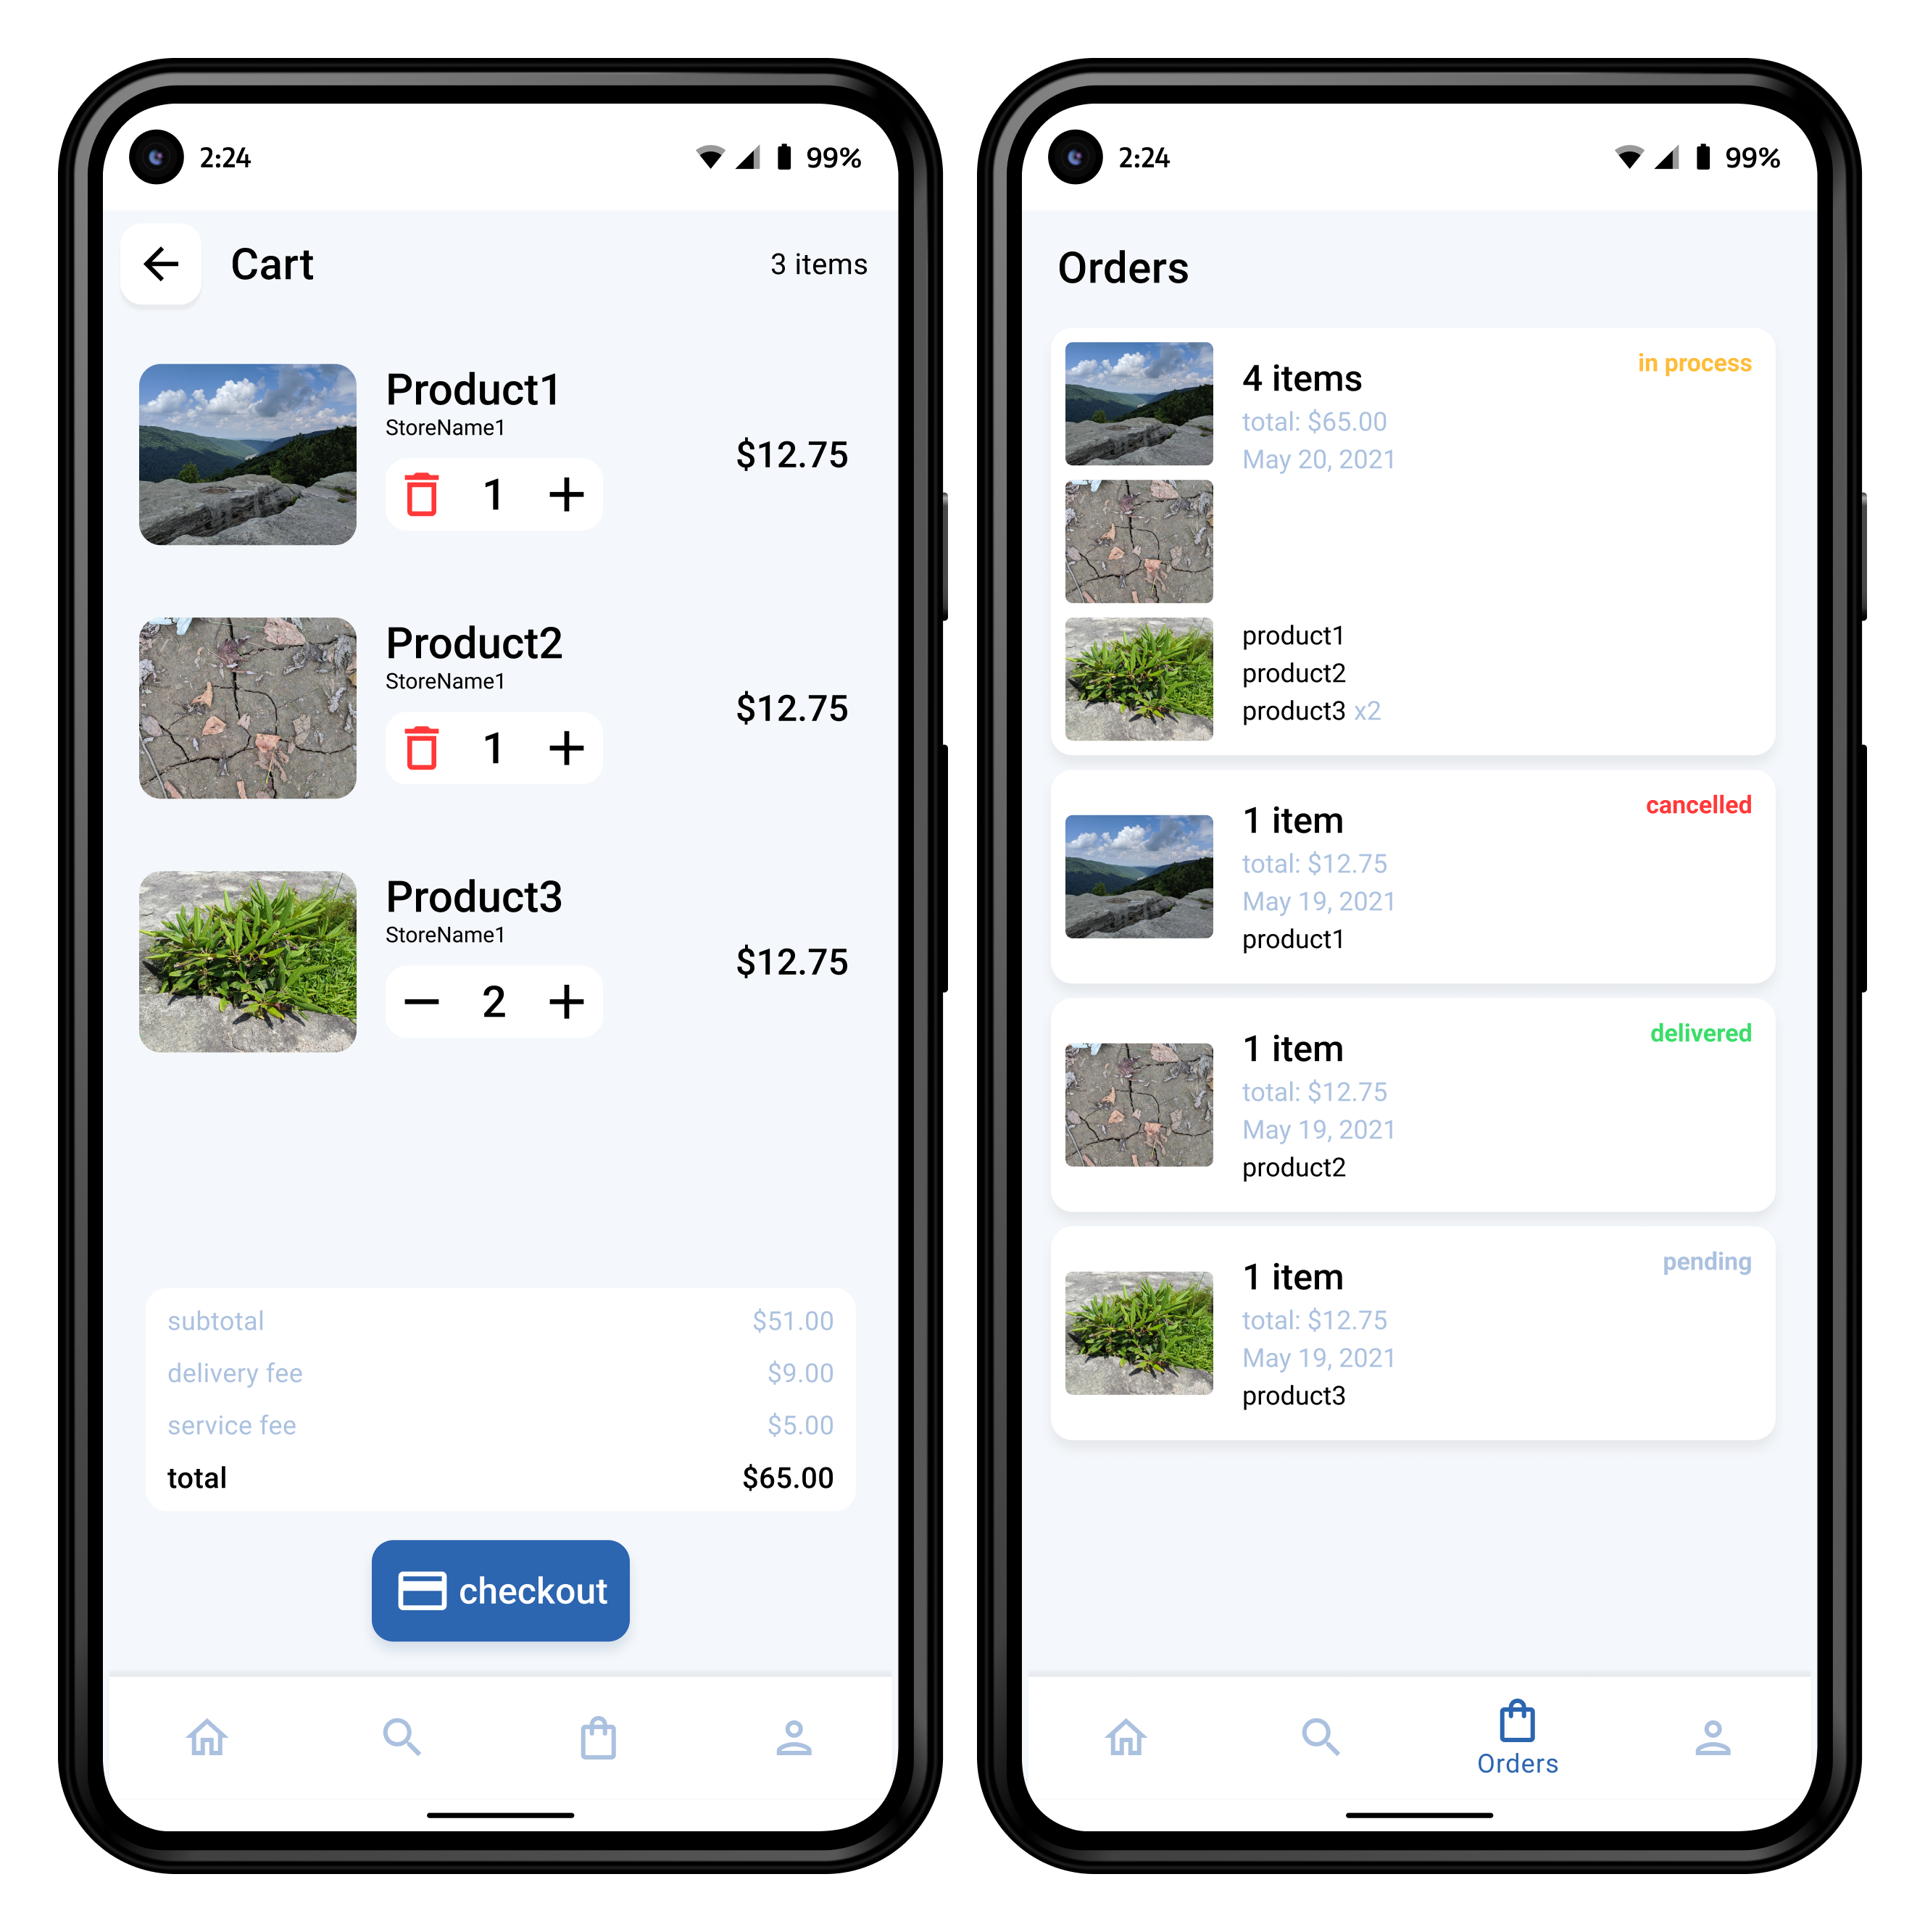 2:24
99%
Cart
3 items
Product1
StoreName1
1
$12.75
Product2
StoreName1
1
$12.75
Product3
StoreName1
2
$12.75
subtotal $51.00
delivery fee $9.00
service fee $5.00
total $65.00
checkout
2:24
99%
Orders
4 items
in process
total: $65.00
May 20, 2021
product1
product2
product3 x2
1 item
cancelled
total: $12.75
May 19, 2021
product1
1 item
delivered
total: $12.75
May 19, 2021
product2
1 item
pending
total: $12.75
May 19, 2021
product3
Orders